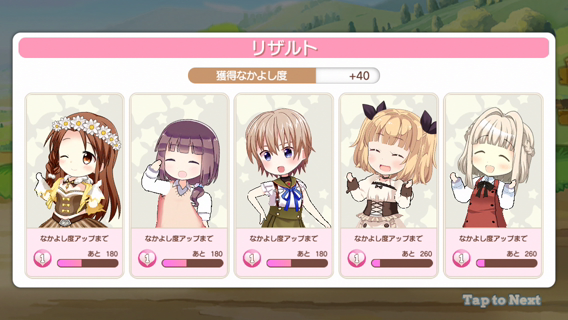 リザルト
獲得なかよし度 +40
なかよし度アップまで
1 あと 180
なかよし度アップまで
1 あと 180
なかよし度アップまで
1 あと 180
なかよし度アップまで
1 あと 260
なかよし度アップまで
1 あと 260
Tap to Next